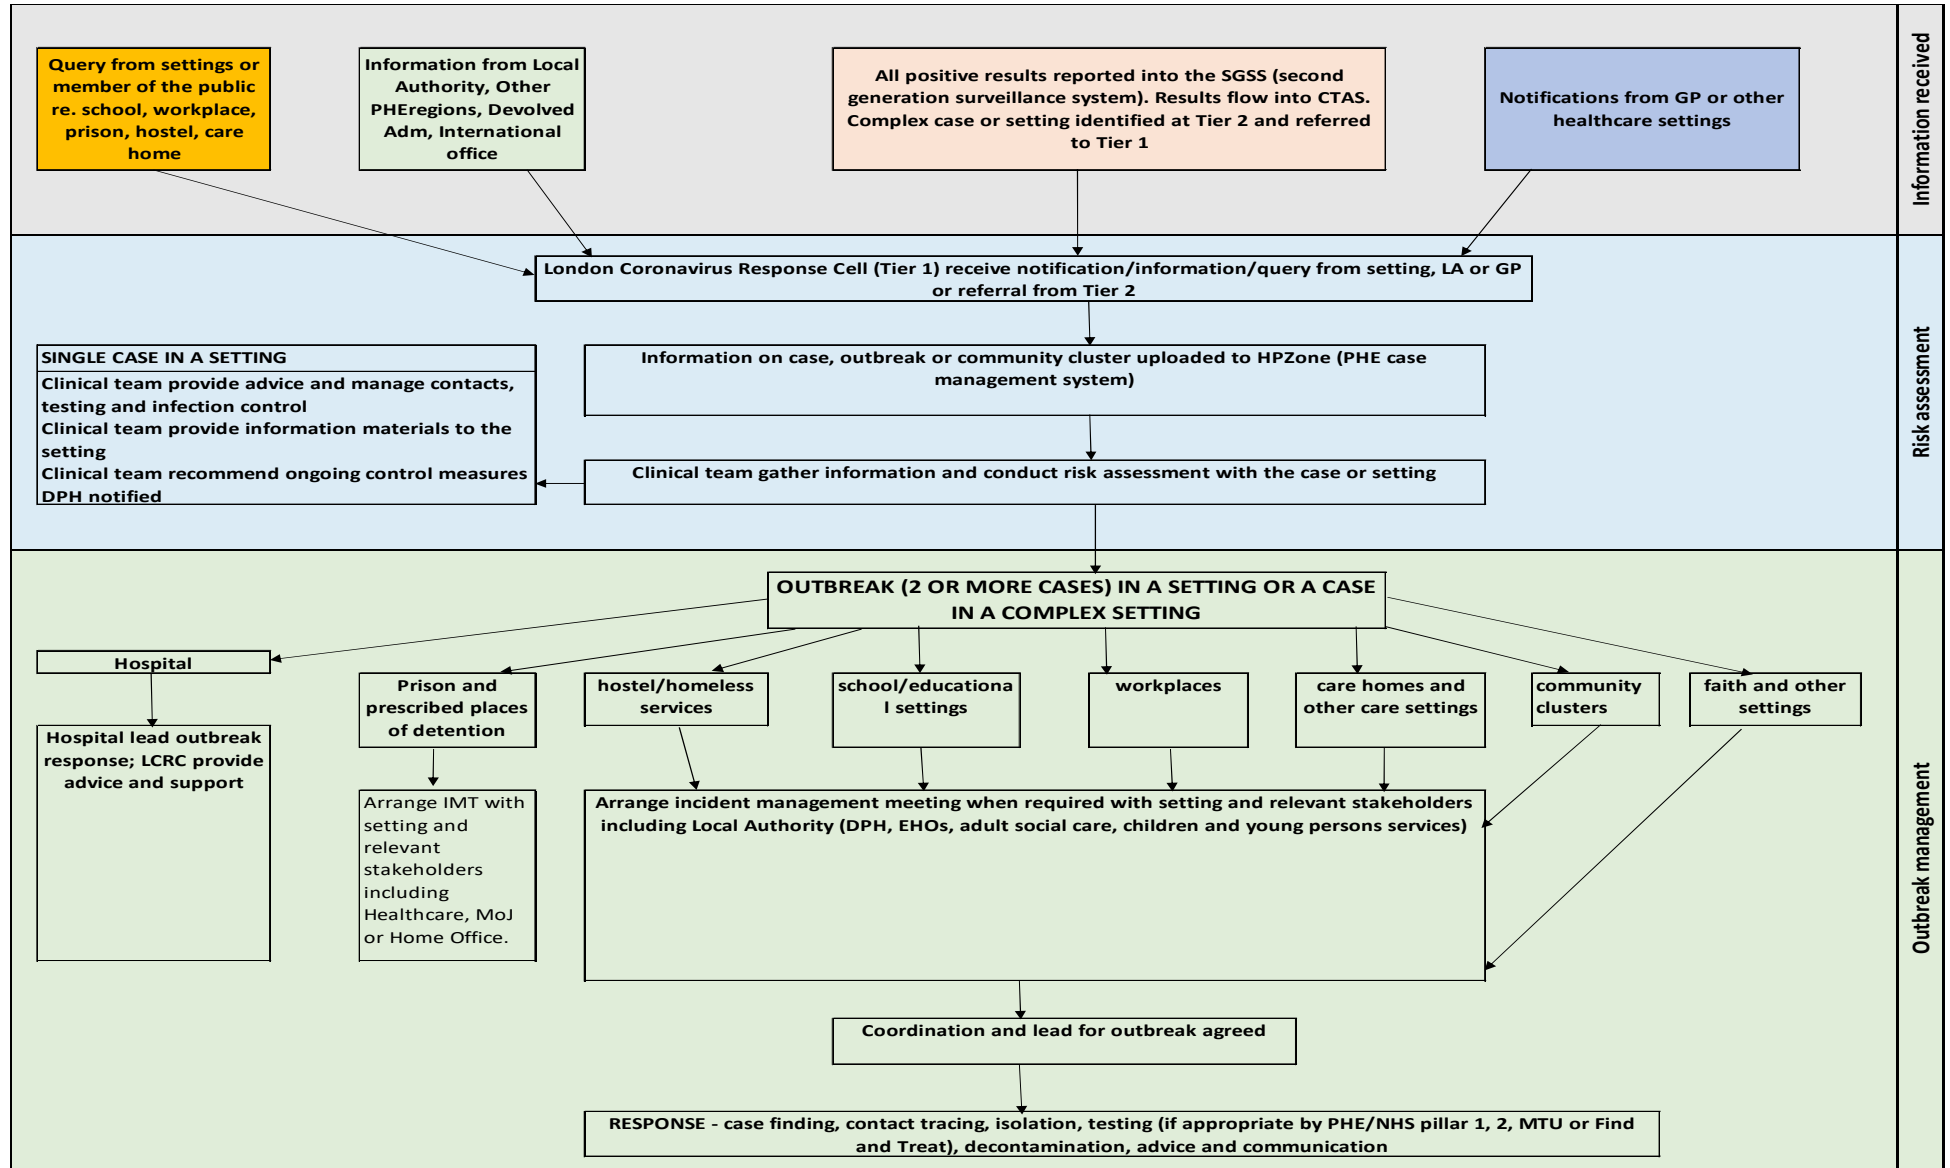 Query from settings or
member of the public
re. school, workplace,
prison, hostel, care
home
Information from Local
Authority, Other
PHEregions, Devolved
Adm, International
office
All positive results reported into the SGSS (second
generation surveillance system). Results flow into CTAS.
Complex case or setting identified at Tier 2 and referred
to Tier 1
Notifications from GP or other
healthcare settings
Information received
London Coronavirus Response Cell (Tier 1) receive notification/information/query from setting, LA or GP
or referral from Tier 2
Information on case, outbreak or community cluster uploaded to HPZone (PHE case
management system)
SINGLE CASE IN A SETTING
Clinical team provide advice and manage contacts,
testing and infection control
Clinical team provide information materials to the
setting
Clinical team recommend ongoing control measures
DPH notified
Clinical team gather information and conduct risk assessment with the case or setting
Risk assessment
OUTBREAK (2 OR MORE CASES) IN A SETTING OR A CASE
IN A COMPLEX SETTING
Hospital
Prison and
prescribed places
of detention
hostel/homeless
services
school/educationa
l settings
workplaces
care homes and
other care settings
community
clusters
faith and other
settings
Hospital lead outbreak
response; LCRC provide
advice and support
Arrange IMT with
setting and
relevant
stakeholders
including
Healthcare, MoJ
or Home Office.
Arrange incident management meeting when required with setting and relevant stakeholders
including Local Authority (DPH, EHOs, adult social care, children and young persons services)
Coordination and lead for outbreak agreed
RESPONSE - case finding, contact tracing, isolation, testing (if appropriate by PHE/NHS pillar 1, 2, MTU or Find
and Treat), decontamination, advice and communication
Outbreak management